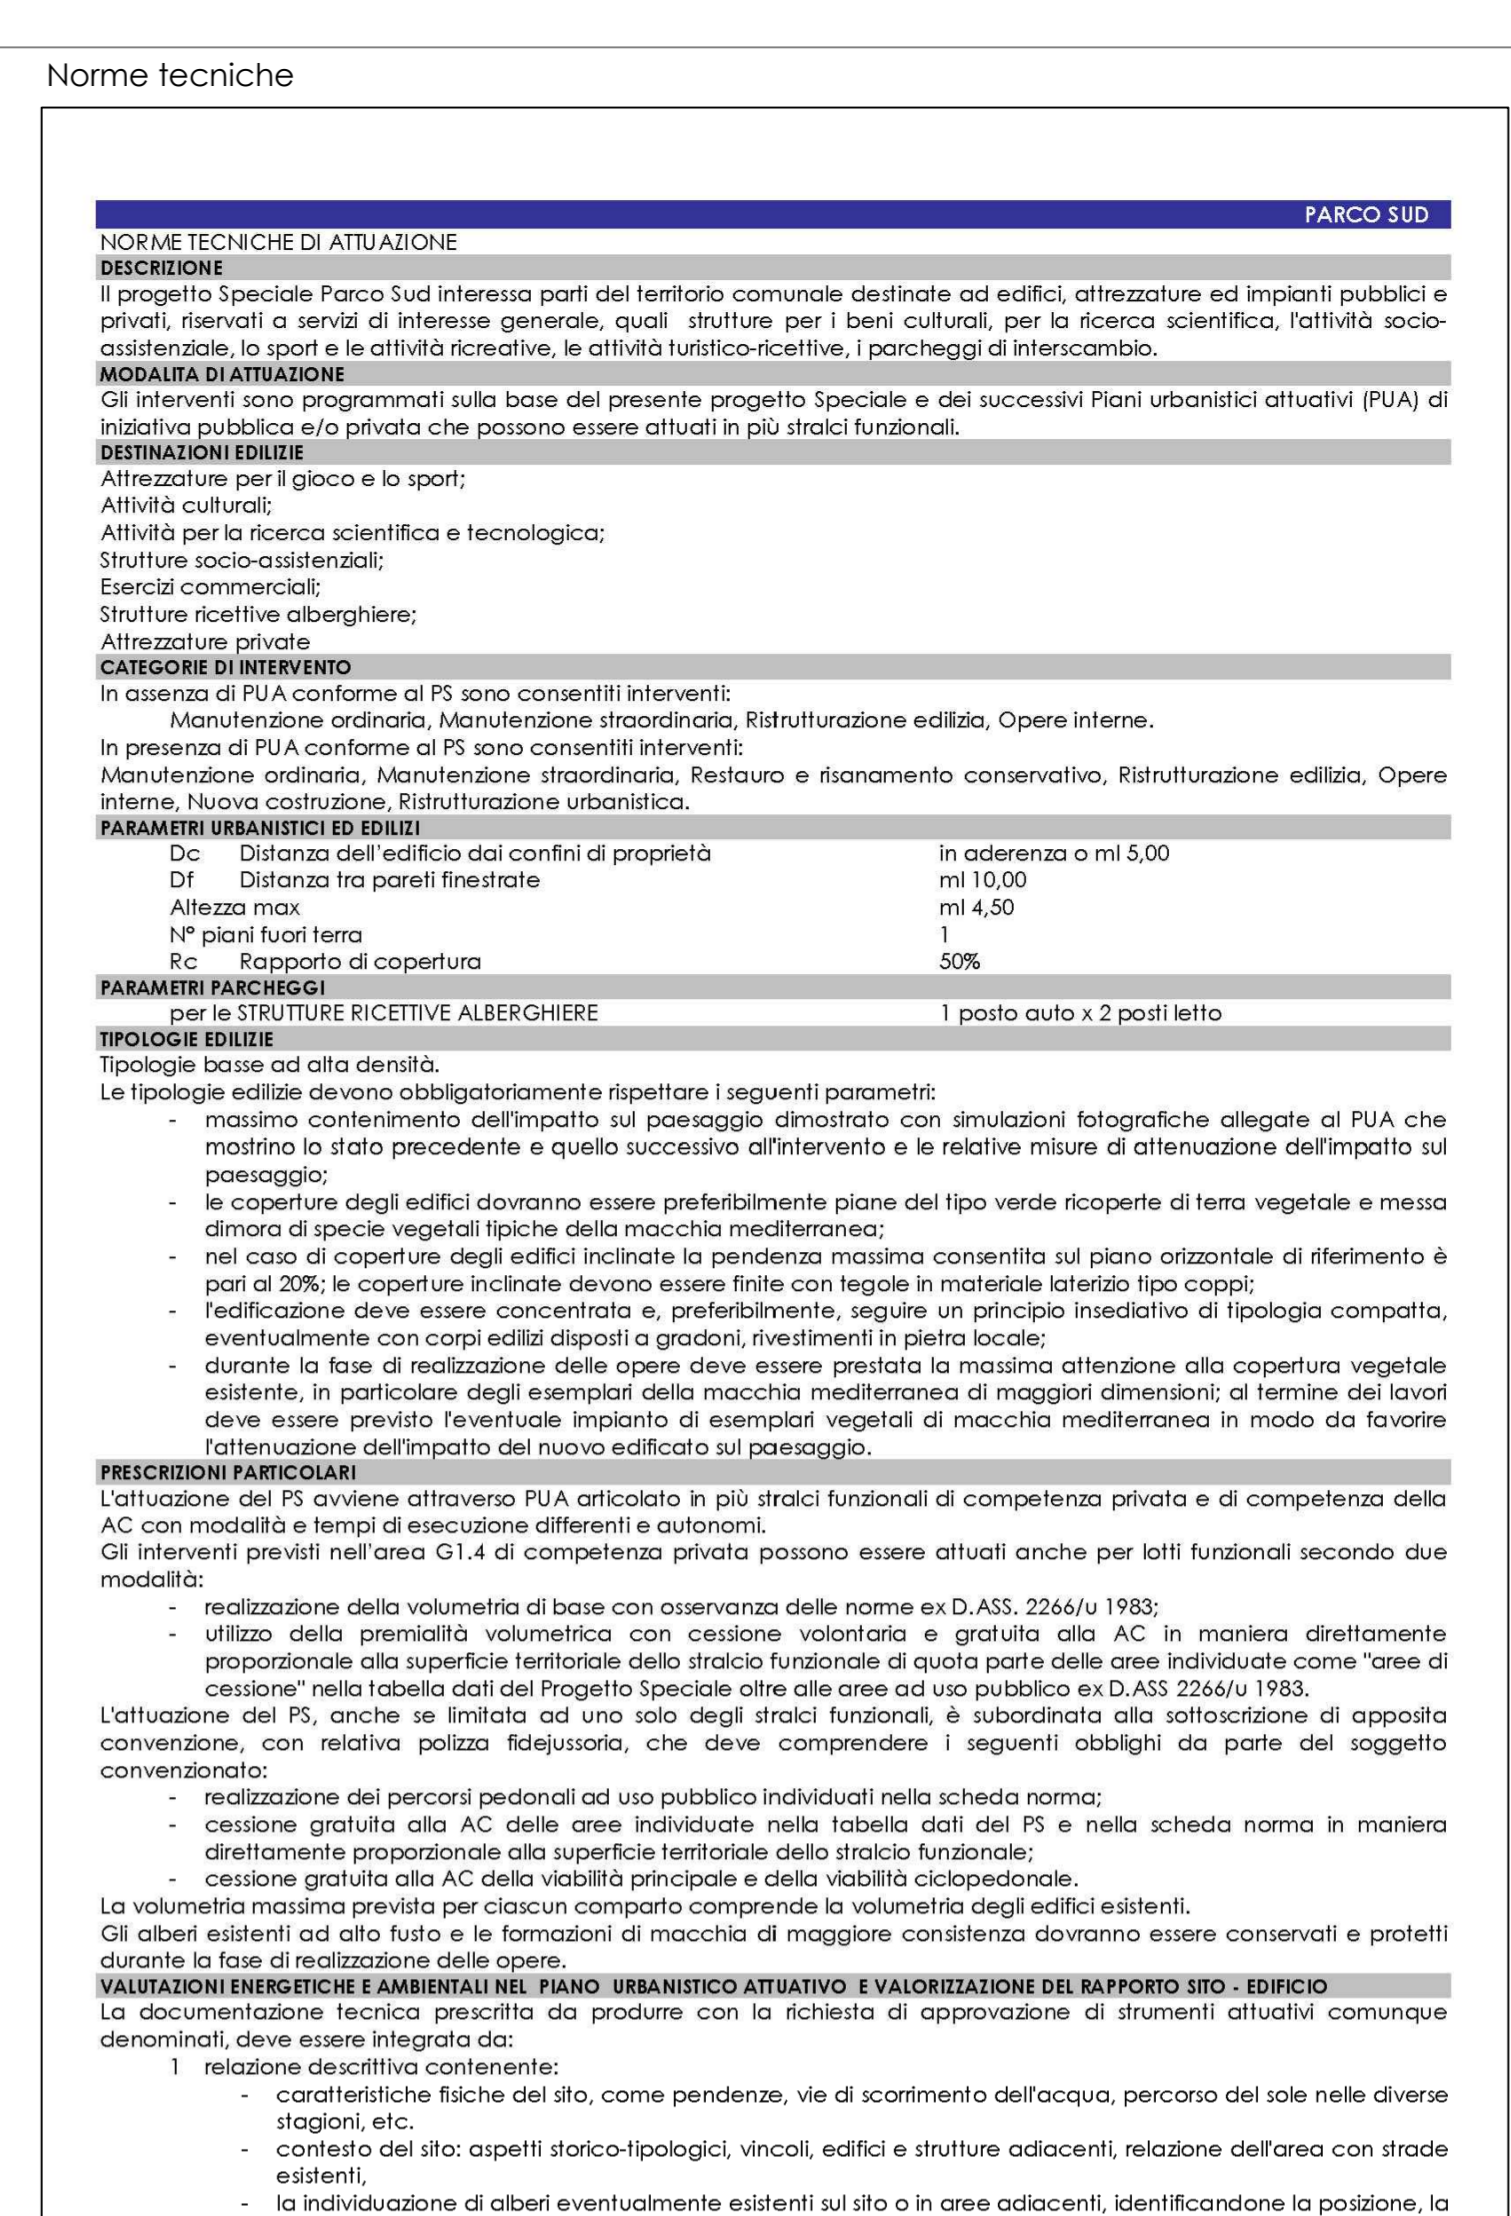 Norme tecniche
PARCO SUD
NORME TECNICHE DI ATTUAZIONE
DESCRIZIONE
Il progetto Speciale Parco Sud interessa parti del territorio comunale destinate ad edifici, attrezzature ed impianti pubblici e
privati, riservati a servizi di interesse generale, quali strutture per i beni culturali, per la ricerca scientifica, l'attività socio-
assistenziale, lo sport e le attività ricreative, le attività turistico-ricettive, i parcheggi di interscambio.
MODALITA DI ATTUAZIONE
Gli interventi sono programmati sulla base del presente progetto Speciale e dei successivi Piani urbanistici attuativi (PUA) di
iniziativa pubblica e/o privata che possono essere attuati in più stralci funzionali.
DESTINAZIONI EDILIZIE
Attrezzature per il gioco e lo sport;
Attività culturali;
Attività per la ricerca scientifica e tecnologica;
Strutture socio-assistenziali;
Esercizi commerciali;
Strutture ricettive alberghiere;
Attrezzature private
CATEGORIE DI INTERVENTO
In assenza di PUA conforme al PS sono consentiti interventi:
Manutenzione ordinaria, Manutenzione straordinaria, Ristrutturazione edilizia, Opere interne.
In presenza di PUA conforme al PS sono consentiti interventi:
Manutenzione ordinaria, Manutenzione straordinaria, Restauro e risanamento conservativo, Ristrutturazione edilizia, Opere
interne, Nuova costruzione, Ristrutturazione urbanistica.
PARAMETRI URBANISTICI ED EDILIZI
Dc Distanza dell'edificio dai confini di proprietà in aderenza o ml 5,00
Df Distanza tra pareti finestrate ml 10,00
Altezza max ml 4,50
N° piani fuori terra 1
Rc Rapporto di copertura 50%
PARAMETRI PARCHEGGI
per le STRUTTURE RICETTIVE ALBERGHIERE 1 posto auto x 2 posti letto
TIPOLOGIE EDILIZIE
Tipologie basse ad alta densità.
Le tipologie edilizie devono obbligatoriamente rispettare i seguenti parametri:
- massimo contenimento dell'impatto sul paesaggio dimostrato con simulazioni fotografiche allegate al PUA che
mostrino lo stato precedente e quello successivo all'intervento e le relative misure di attenuazione dell'impatto sul
paesaggio;
- le coperture degli edifici dovranno essere preferibilmente piane del tipo verde ricoperte di terra vegetale e messa
dimora di specie vegetali tipiche della macchia mediterranea;
- nel caso di coperture degli edifici inclinate la pendenza massima consentita sul piano orizzontale di riferimento è
pari al 20%; le coperture inclinate devono essere finite con tegole in materiale laterizio tipo coppi;
- l'edificazione deve essere concentrata e, preferibilmente, seguire un principio insediativo di tipologia compatta,
eventualmente con corpi edilizi disposti a gradoni, rivestimenti in pietra locale;
- durante la fase di realizzazione delle opere deve essere prestata la massima attenzione alla copertura vegetale
esistente, in particolare degli esemplari della macchia mediterranea di maggiori dimensioni; al termine dei lavori
deve essere previsto l'eventuale impianto di esemplari vegetali di macchia mediterranea in modo da favorire
l'attenuazione dell'impatto del nuovo edificato sul paesaggio.
PRESCRIZIONI PARTICOLARI
L'attuazione del PS avviene attraverso PUA articolato in più stralci funzionali di competenza privata e di competenza della
AC con modalità e tempi di esecuzione differenti e autonomi.
Gli interventi previsti nell'area G1.4 di competenza privata possono essere attuati anche per lotti funzionali secondo due
modalità:
- realizzazione della volumetria di base con osservanza delle norme ex D.ASS. 2266/u 1983;
- utilizzo della premialità volumetrica con cessione volontaria e gratuita alla AC in maniera direttamente
proporzionale alla superficie territoriale dello stralcio funzionale di quota parte delle aree individuate come "aree di
cessione" nella tabella dati del Progetto Speciale oltre alle aree ad uso pubblico ex D.ASS 2266/u 1983.
L'attuazione del PS, anche se limitata ad uno solo degli stralci funzionali, è subordinata alla sottoscrizione di apposita
convenzione, con relativa polizza fidejussoria, che deve comprendere i seguenti obblighi da parte del soggetto
convenzionato:
- realizzazione dei percorsi pedonali ad uso pubblico individuati nella scheda norma;
- cessione gratuita alla AC delle aree individuate nella tabella dati del PS e nella scheda norma in maniera
direttamente proporzionale alla superficie territoriale dello stralcio funzionale;
- cessione gratuita alla AC della viabilità principale e della viabilità ciclopedonale.
La volumetria massima prevista per ciascun comparto comprende la volumetria degli edifici esistenti.
Gli alberi esistenti ad alto fusto e le formazioni di macchia di maggiore consistenza dovranno essere conservati e protetti
durante la fase di realizzazione delle opere.
VALUTAZIONI ENERGETICHE E AMBIENTALI NEL PIANO URBANISTICO ATTUATIVO E VALORIZZAZIONE DEL RAPPORTO SITO - EDIFICIO
La documentazione tecnica prescritta da produrre con la richiesta di approvazione di strumenti attuativi comunque
denominati, deve essere integrata da:
1 relazione descrittiva contenente:
- caratteristiche fisiche del sito, come pendenze, vie di scorrimento dell'acqua, percorso del sole nelle diverse
stagioni, etc.
- contesto del sito: aspetti storico-tipologici, vincoli, edifici e strutture adiacenti, relazione dell'area con strade
esistenti,
- la individuazione di alberi eventualmente esistenti sul sito o in aree adiacenti, identificandone la posizione, la